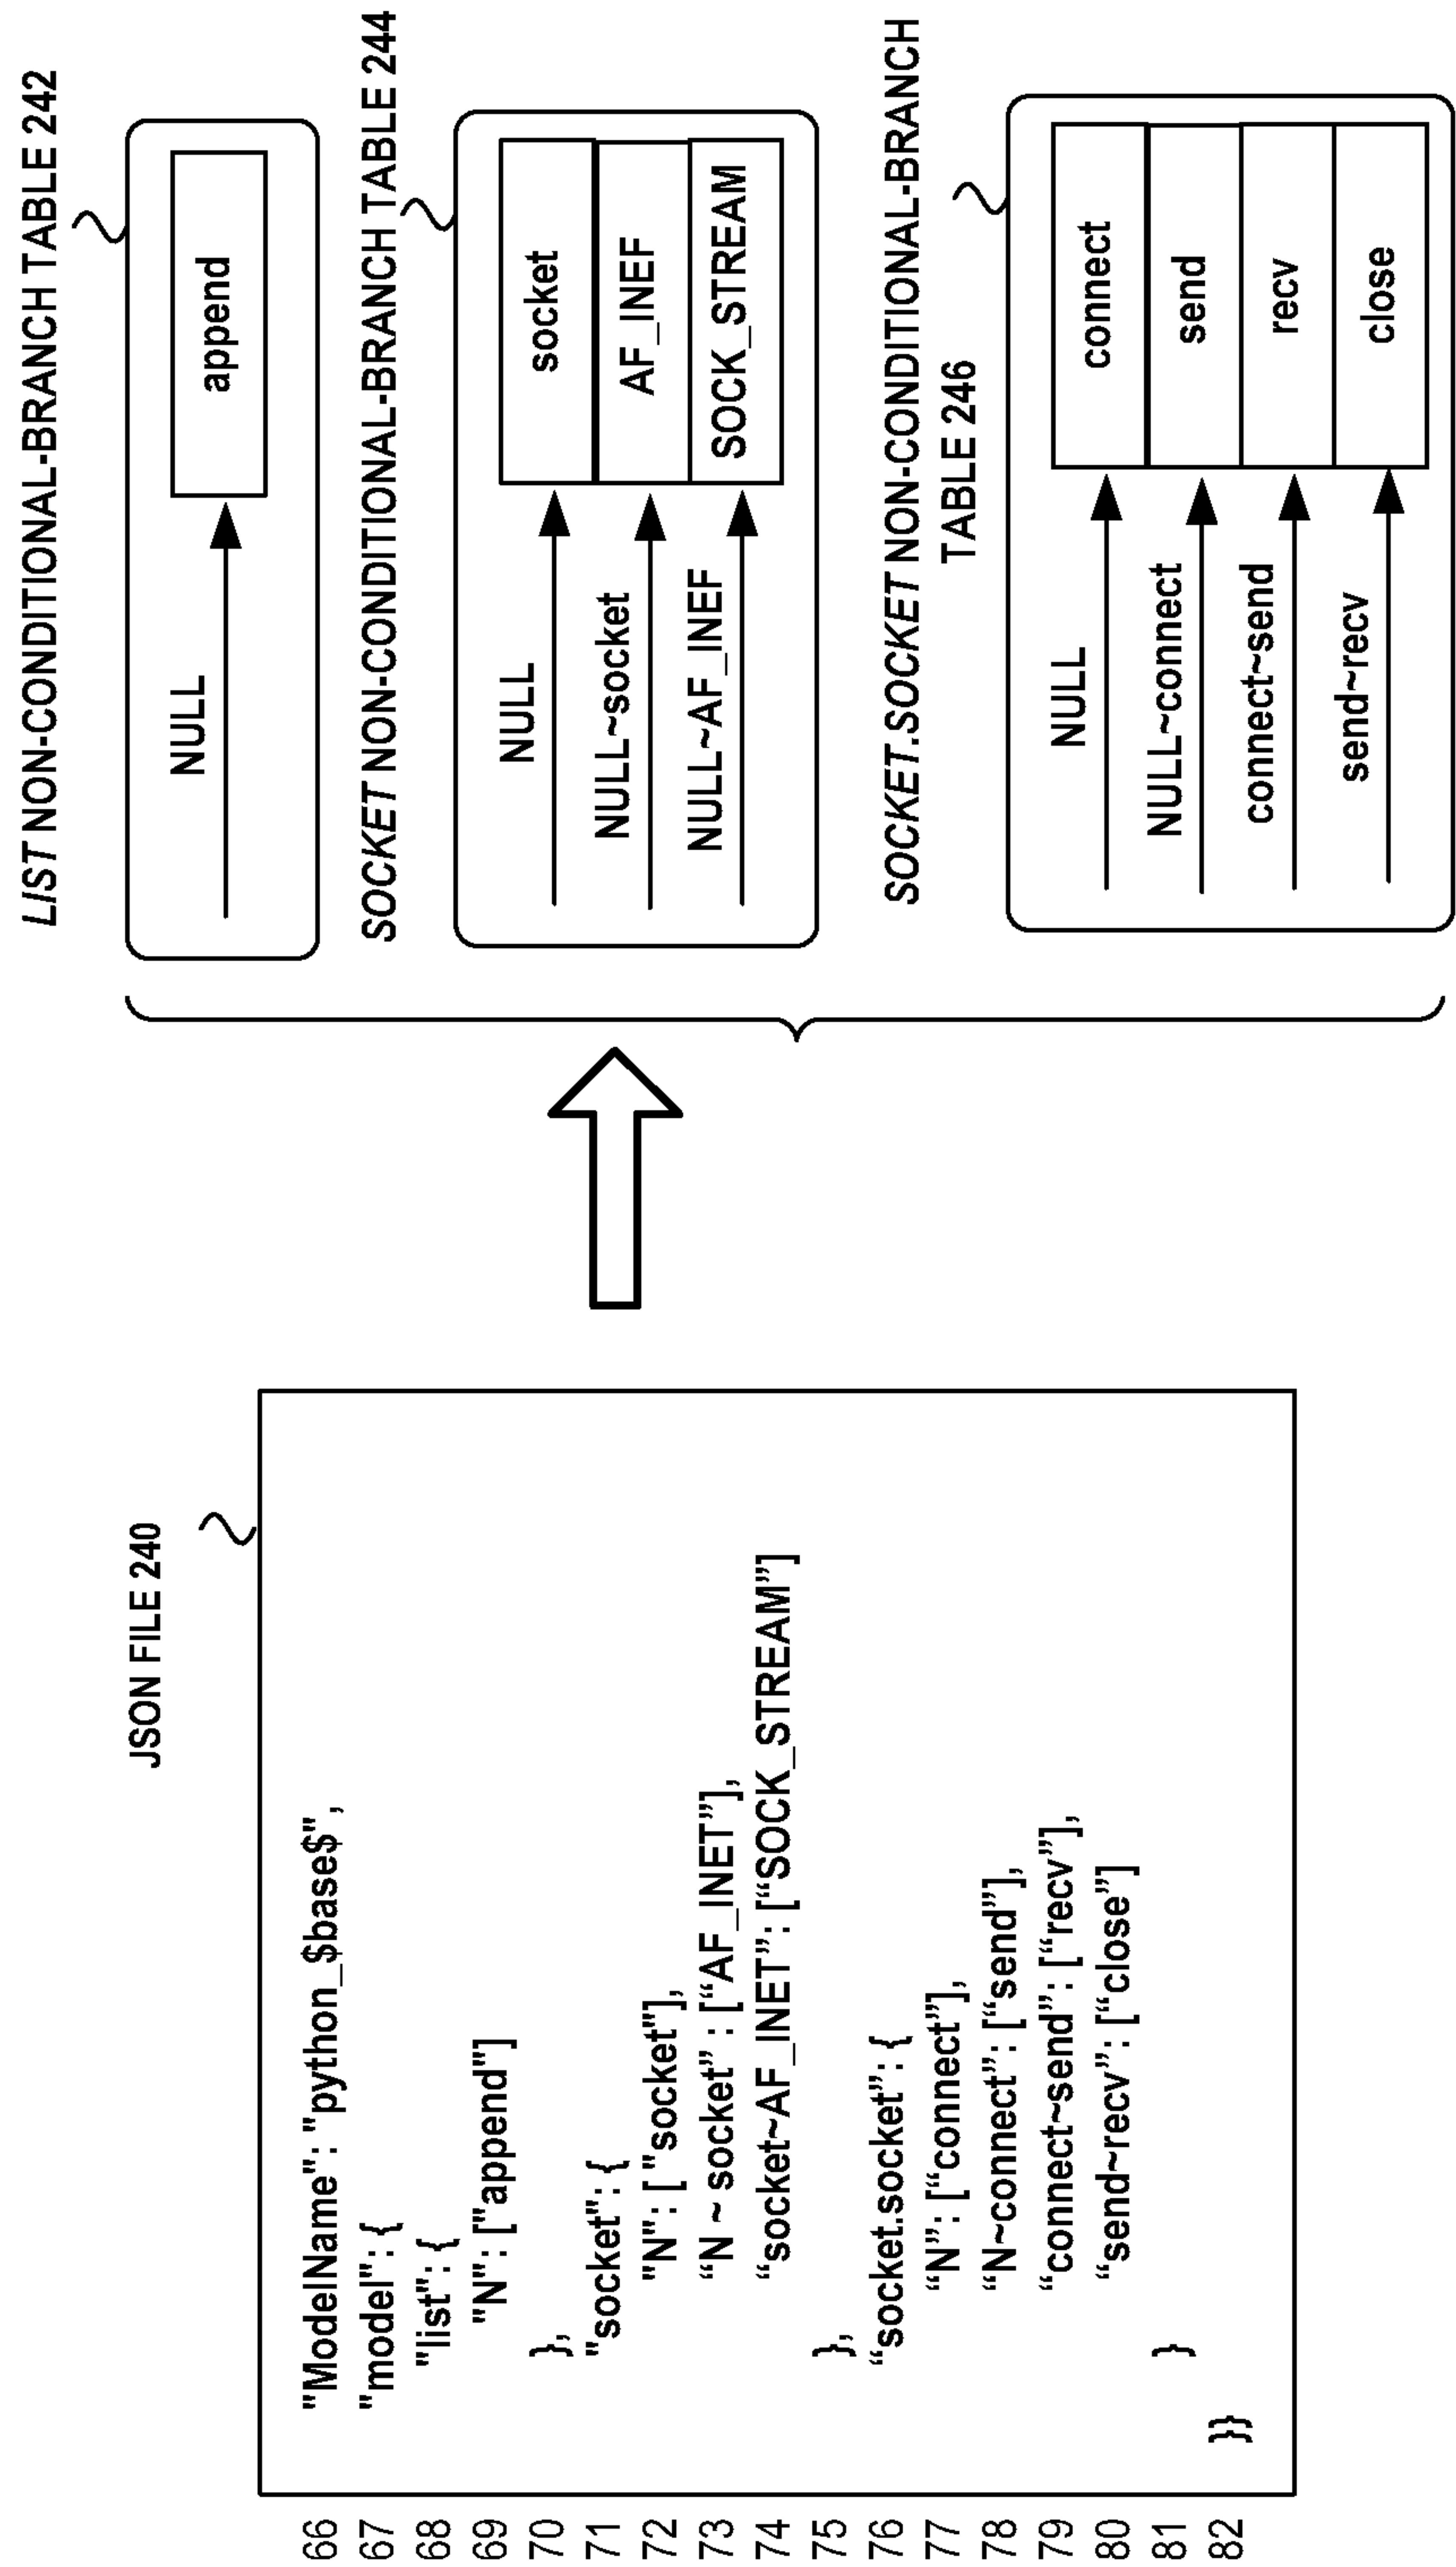 JSON FILE 240
66 "ModelName": "python_$base$",
67 "model": {
68 "list": {
69 "N": ["append"]
70 },
71 "socket": {
72 "N": [ "socket"],
73 “N ~ socket” : [“AF_INET”],
74 “socket~AF_INET”: [“SOCK_STREAM”]
75 },
76 “socket.socket”: {
77 “N”: [“connect”],
78 “N~connect”: [“send”],
79 “connect~send”: [“recv”],
80 “send~recv”: [“close”]
81 }
82 }}
LIST NON-CONDITIONAL-BRANCH TABLE 242
NULL append
SOCKET NON-CONDITIONAL-BRANCH TABLE 244
NULL socket
NULL~socket AF_INEF
NULL~AF_INEF SOCK_STREAM
SOCKET.SOCKET NON-CONDITIONAL-BRANCH
TABLE 246
NULL connect
NULL~connect send
connect~send recv
send~recv close